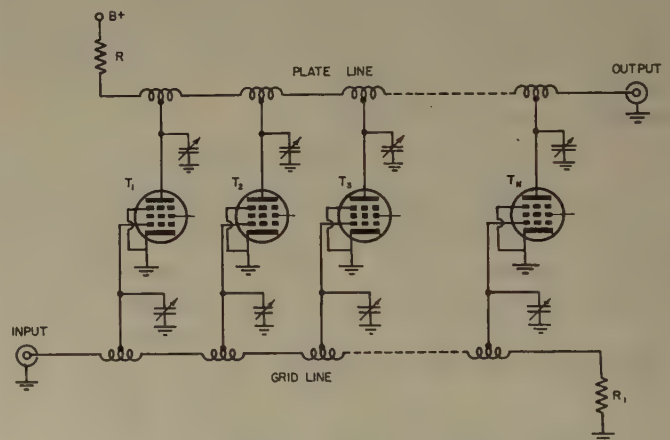 B+
R
PLATE LINE
OUTPUT
T1
T2
T3
TN
INPUT
GRID LINE
R1